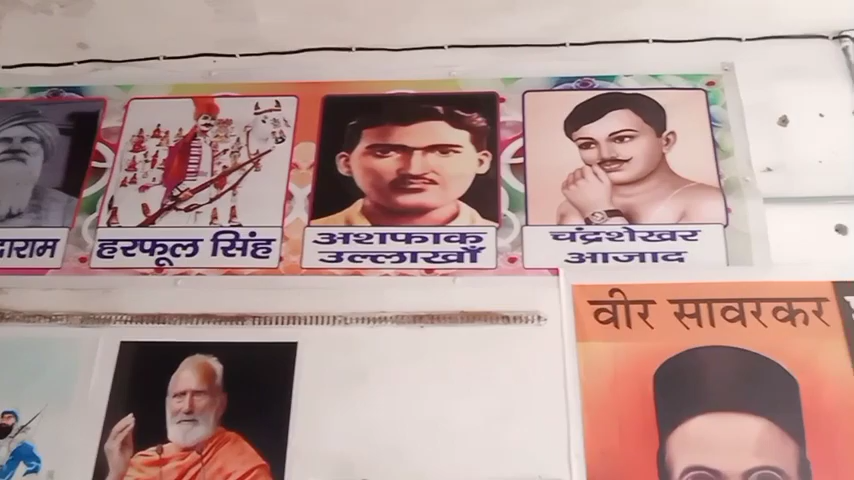 हरफूल सिंह
अशफाक
उल्लाखाँ
चंद्रशेखर
आजाद
वीर सावरकर